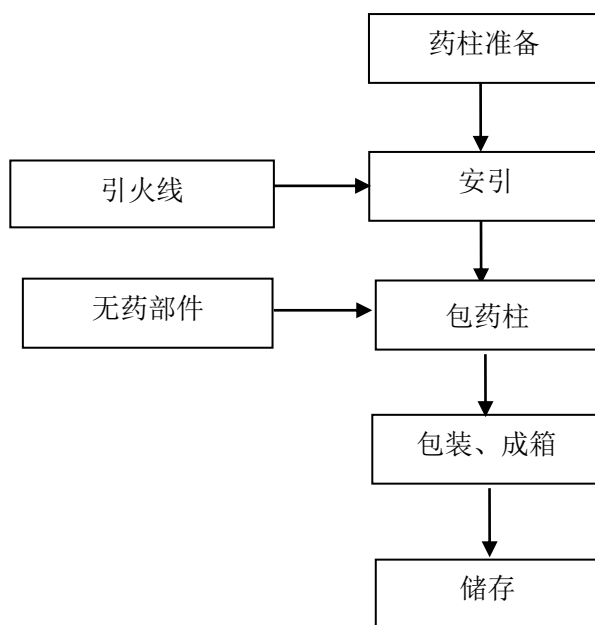 药柱准备
引火线
安引
无药部件
包药柱
包装、成箱
储存